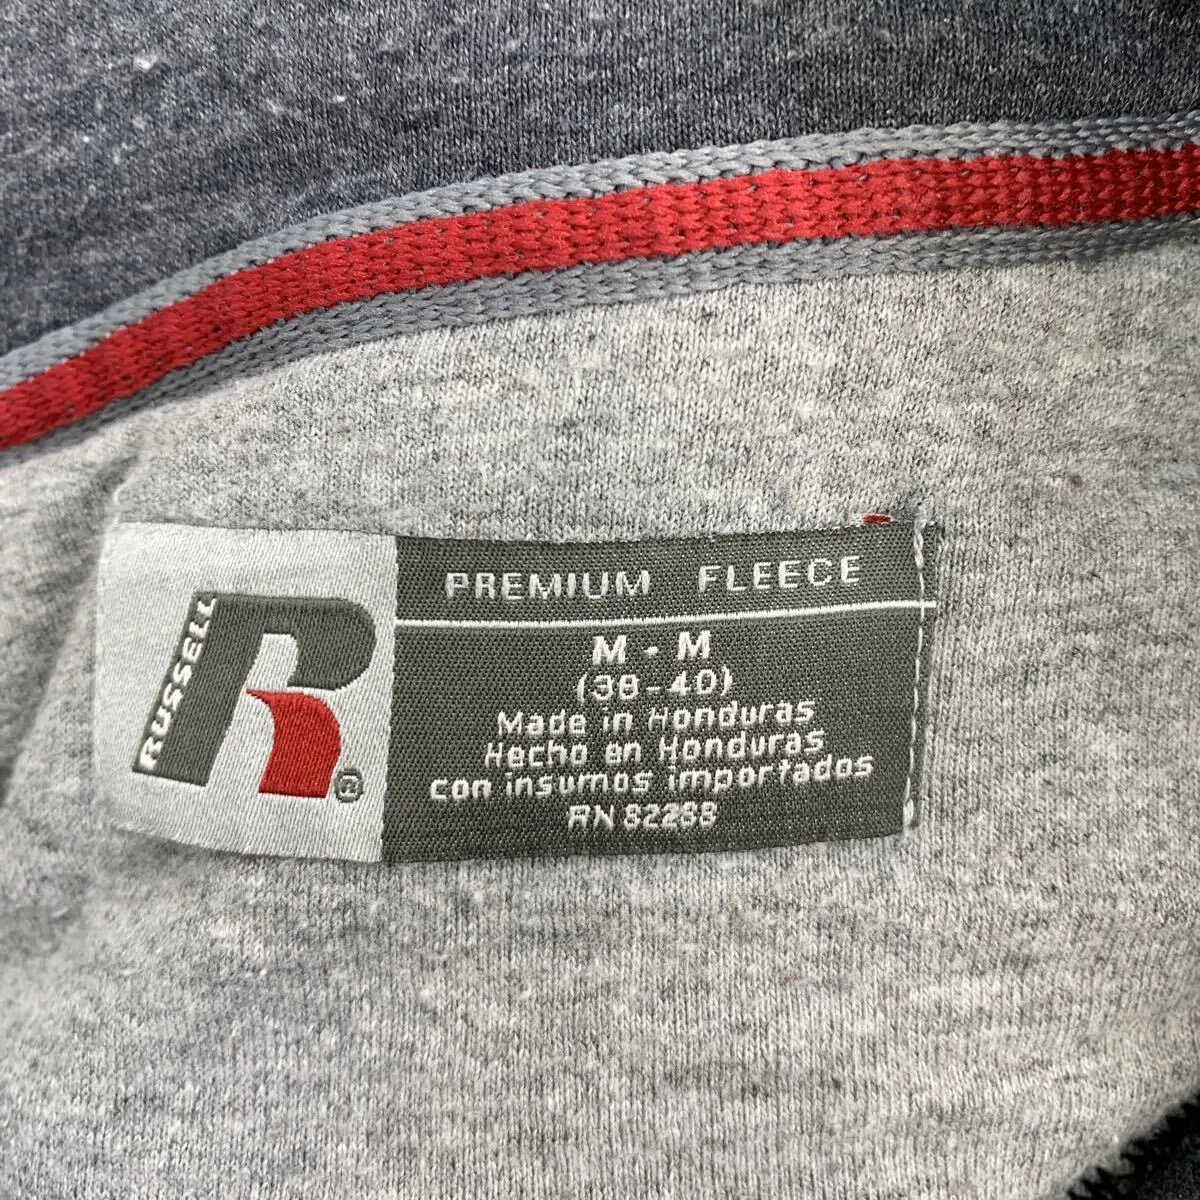 RUSSELL
R®
PREMIUM FLEECE
M - M
(38-40)
Made in Honduras
Hecho en Honduras
con insumos importados
RN 82288